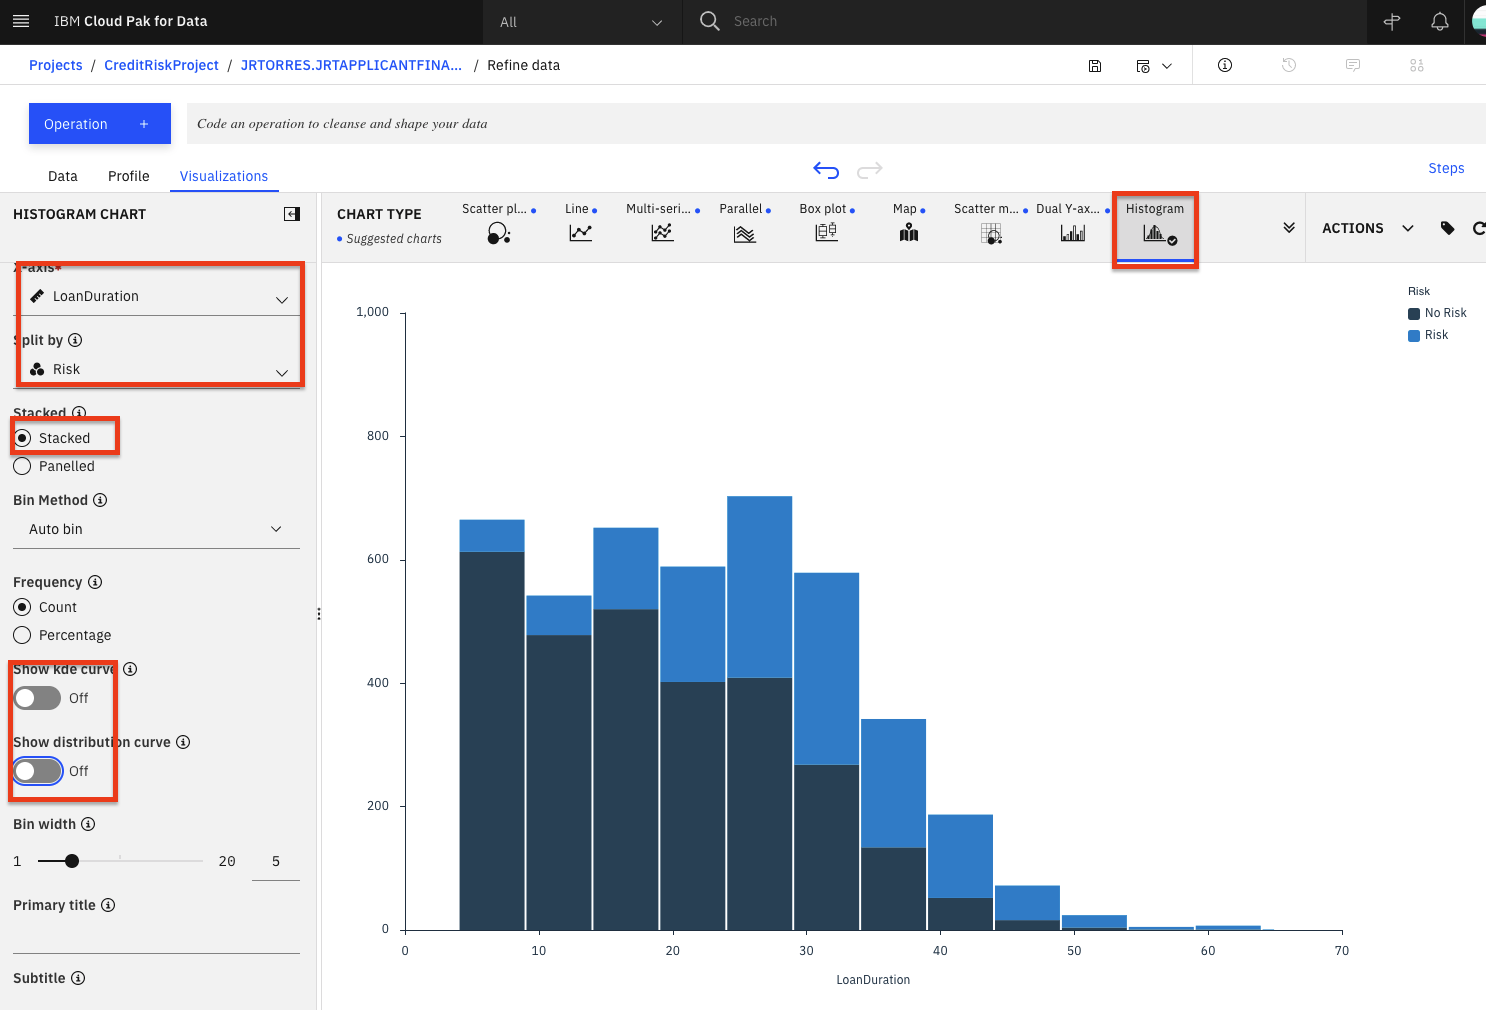 IBM Cloud Pak for Data
All
Search
Projects / CreditRiskProject / JRTORRES.JRTAPPLICANTFINA... / Refine data
Operation +
Code an operation to cleanse and shape your data
Data Profile Visualizations
Steps
HISTOGRAM CHART
CHART TYPE
Suggested charts
Scatter pl...
Line
Multi-seri...
Parallel
Box plot
Map
Scatter m...
Dual Y-ax...
Histogram
ACTIONS
X-axis*
LoanDuration
Split by
Risk
Stacked
Stacked
Panelled
Bin Method
Auto bin
Frequency
Count
Percentage
Show kde curve
Off
Show distribution curve
Off
Bin width
1 20 5
Primary title
Subtitle
1,000
800
600
400
200
0
0 10 20 30 40 50 60 70
LoanDuration
Risk
No Risk
Risk